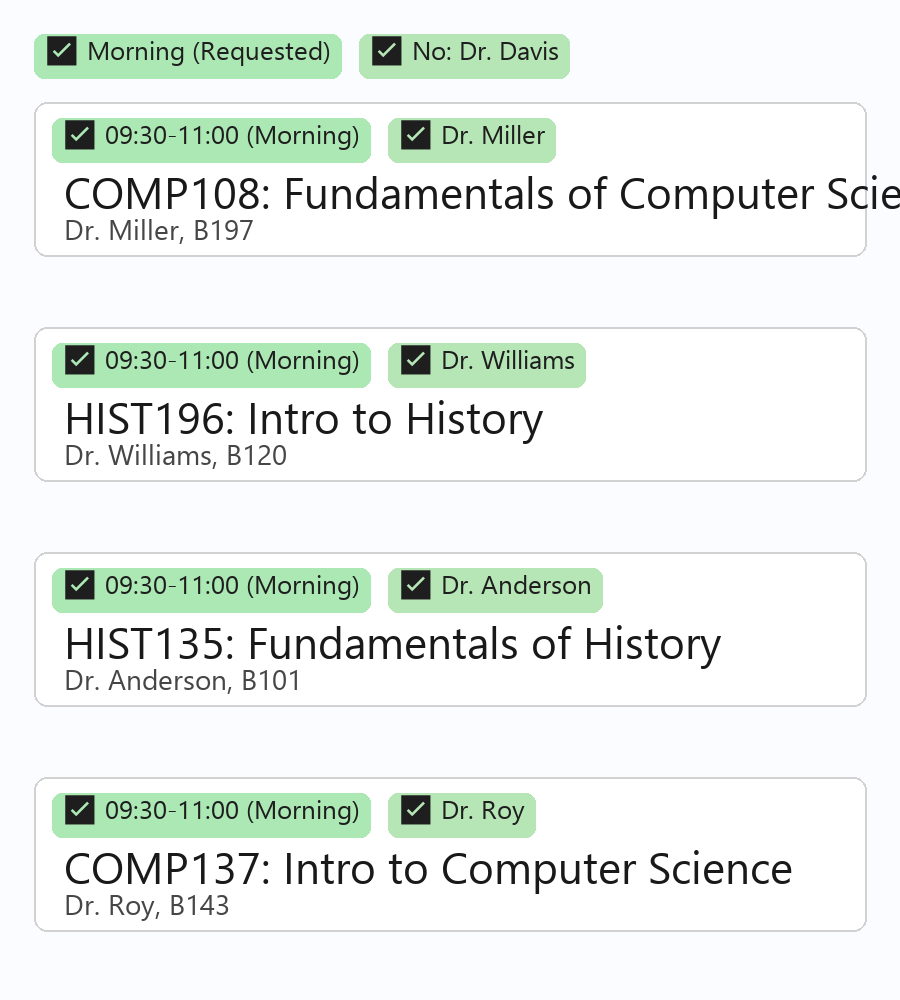 Morning (Requested) No: Dr. Davis
09:30-11:00 (Morning) Dr. Miller
COMP108: Fundamentals of Computer
Dr. Miller, B197
09:30-11:00 (Morning) Dr. Williams
HIST196: Intro to History
Dr. Williams, B120
09:30-11:00 (Morning) Dr. Anderson
HIST135: Fundamentals of History
Dr. Anderson, B101
09:30-11:00 (Morning) Dr. Roy
COMP137: Intro to Computer Science
Dr. Roy, B143